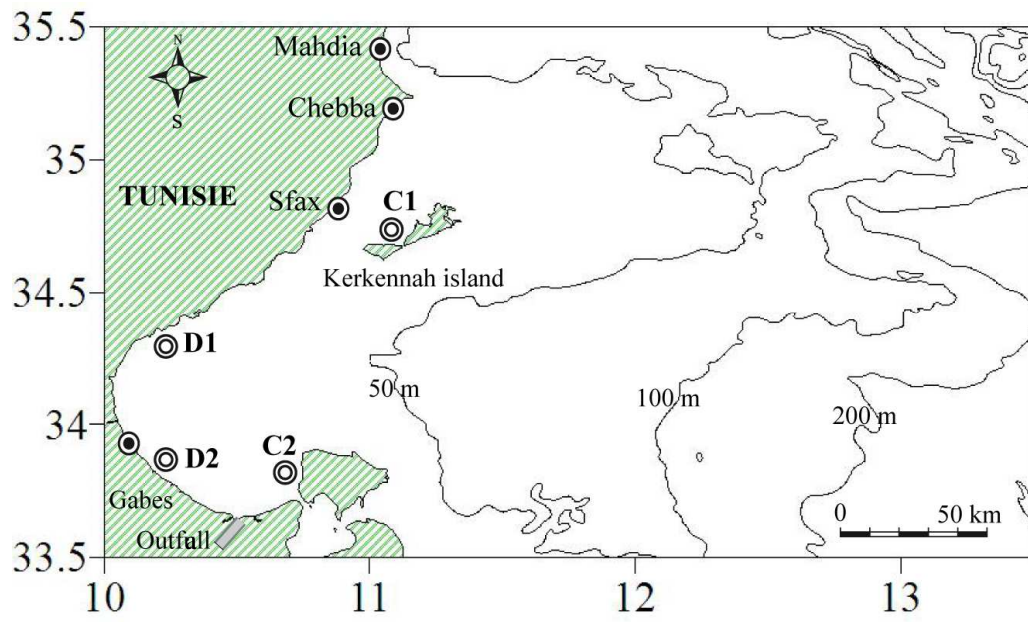 35.5
Mahdia
N
S
Chebba
35
TUNISIE
Sfax
C1
Kerkennah island
34.5
D1
50 m
100 m
200 m
34
C2
D2
Gabes
0 50 km
Outfall
33.5
10 11 12 13